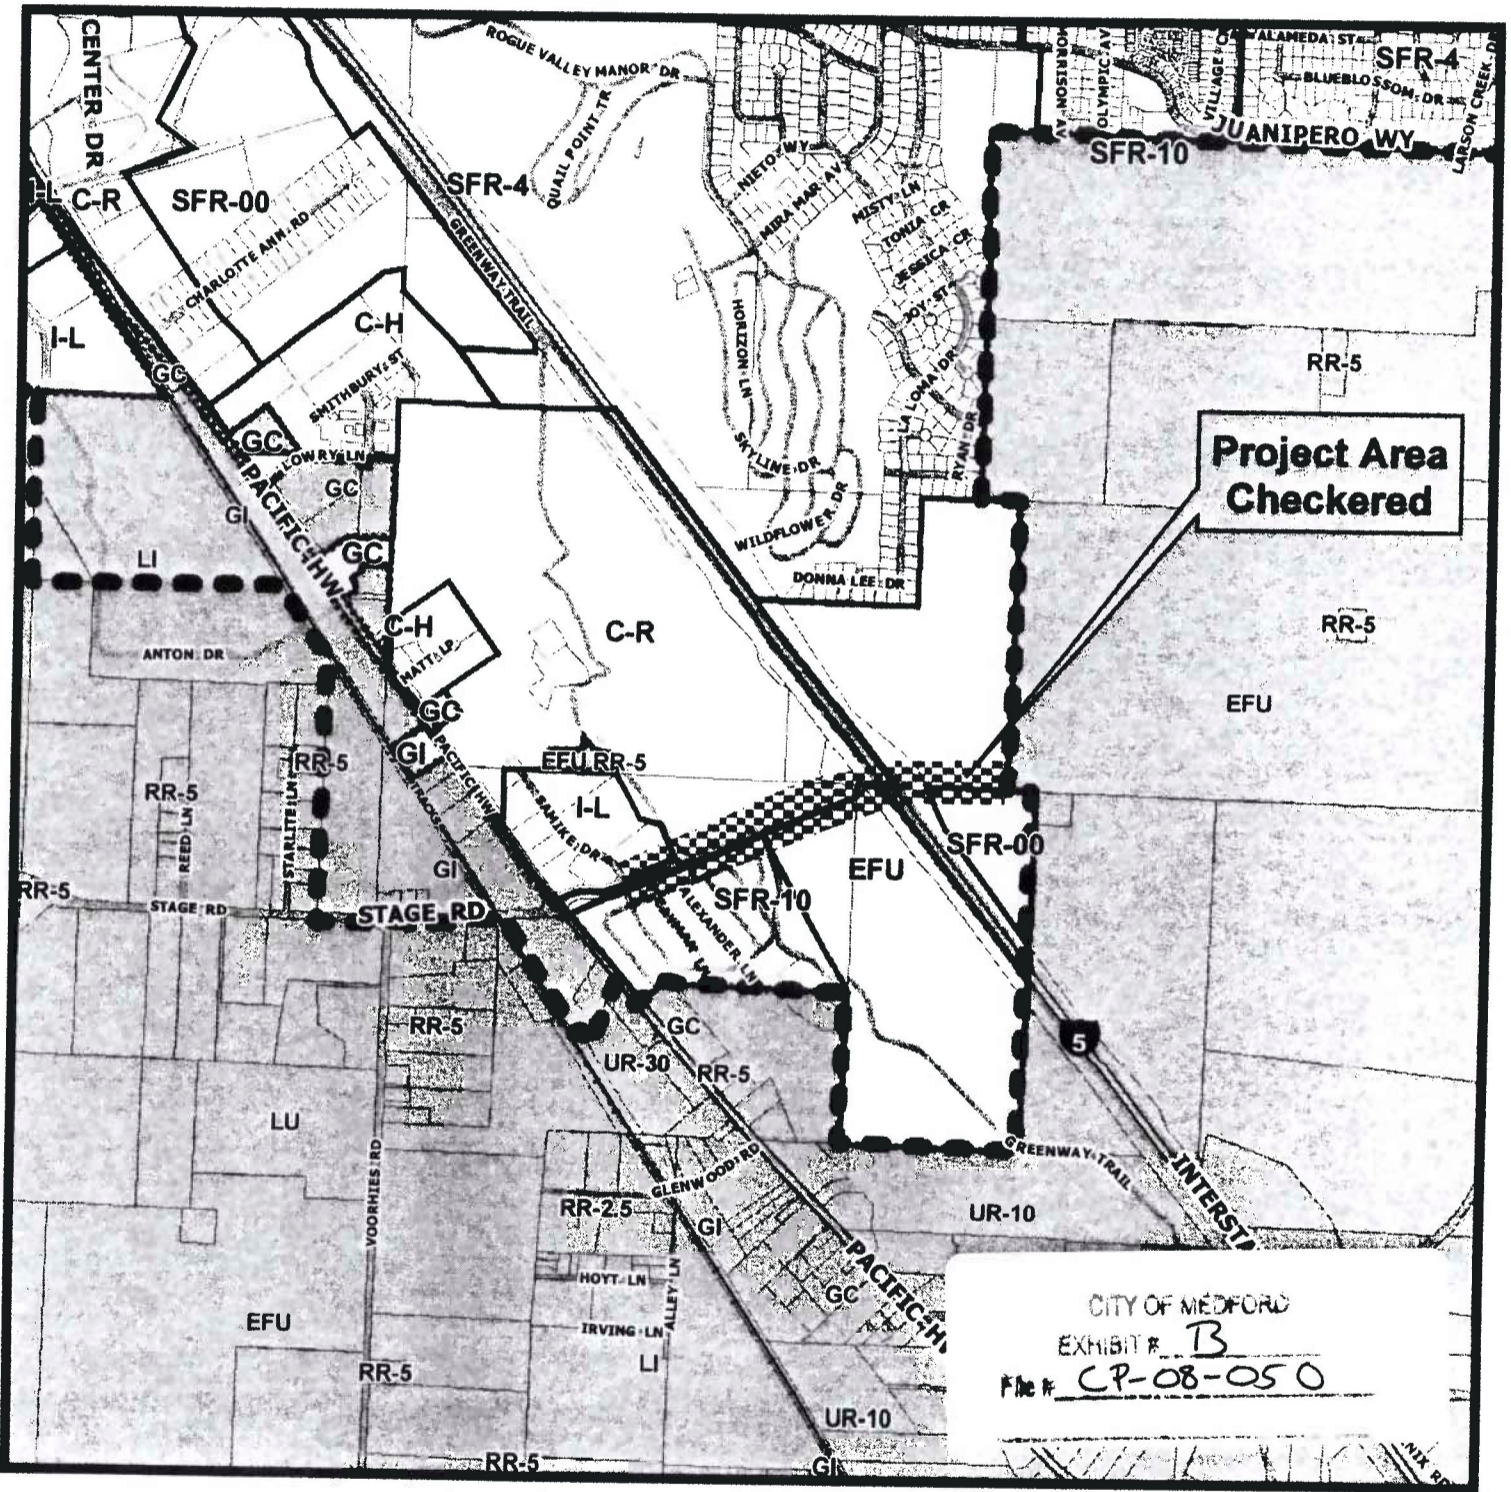 CENTER DR
ROGUE VALLEY MANOR DR
QUAIL POINT TR
MORRISON AV
OLYMPIC AV
ALAMEDA ST
SFR-4
BLUEBLOSSOM DR
LARSON CREEK D
JUANIPERO WY
SFR-10
I-L
C-R
SFR-00
CHARLOTTE ANN RD
SFR-4
GREENWAY TRAIL
NIETO WY
MIRA MAR AV
MISTY LN
TONIA CR
JESSICA CR
JOY ST
I-L
C-H
GC
SMITHBURY ST
HORIZON LN
LA LOMA DR
RYAN DR
RR-5
GC
LOWRY LN
GC
PACIFIC HWY
GI
SKYLINE DR
WILDFLOWER DR
DONNA LEE DR
Project Area
Checkered
LI
GC
C-H
MATT LP
C-R
RR-5
ANTON DR
EFU
GC
GI
PACIFIC HWY
TRACKS
RR-5
EFU RR-5
RR-5
REED LN
STARLITE LN
I-L
SAMIKE DR
SFR-00
EFU
GI
RR-5
STAGE RD
STAGE RD
SFR-10
ALEXANDER LN
RR-5
GC
UR-30
RR-5
5
LU
VOORHIES RD
GLENWOOD RD
GREENWAY TRAIL
INTERSTA
RR-2.5
GI
UR-10
PACIFIC HW
HOYT LN
ALLEY LN
GC
IRVING LN
LI
EFU
RR-5
UR-10
RR-5
GI
NIX RD
CITY OF MEDFORD
EXHIBIT # B
File # CP-08-050